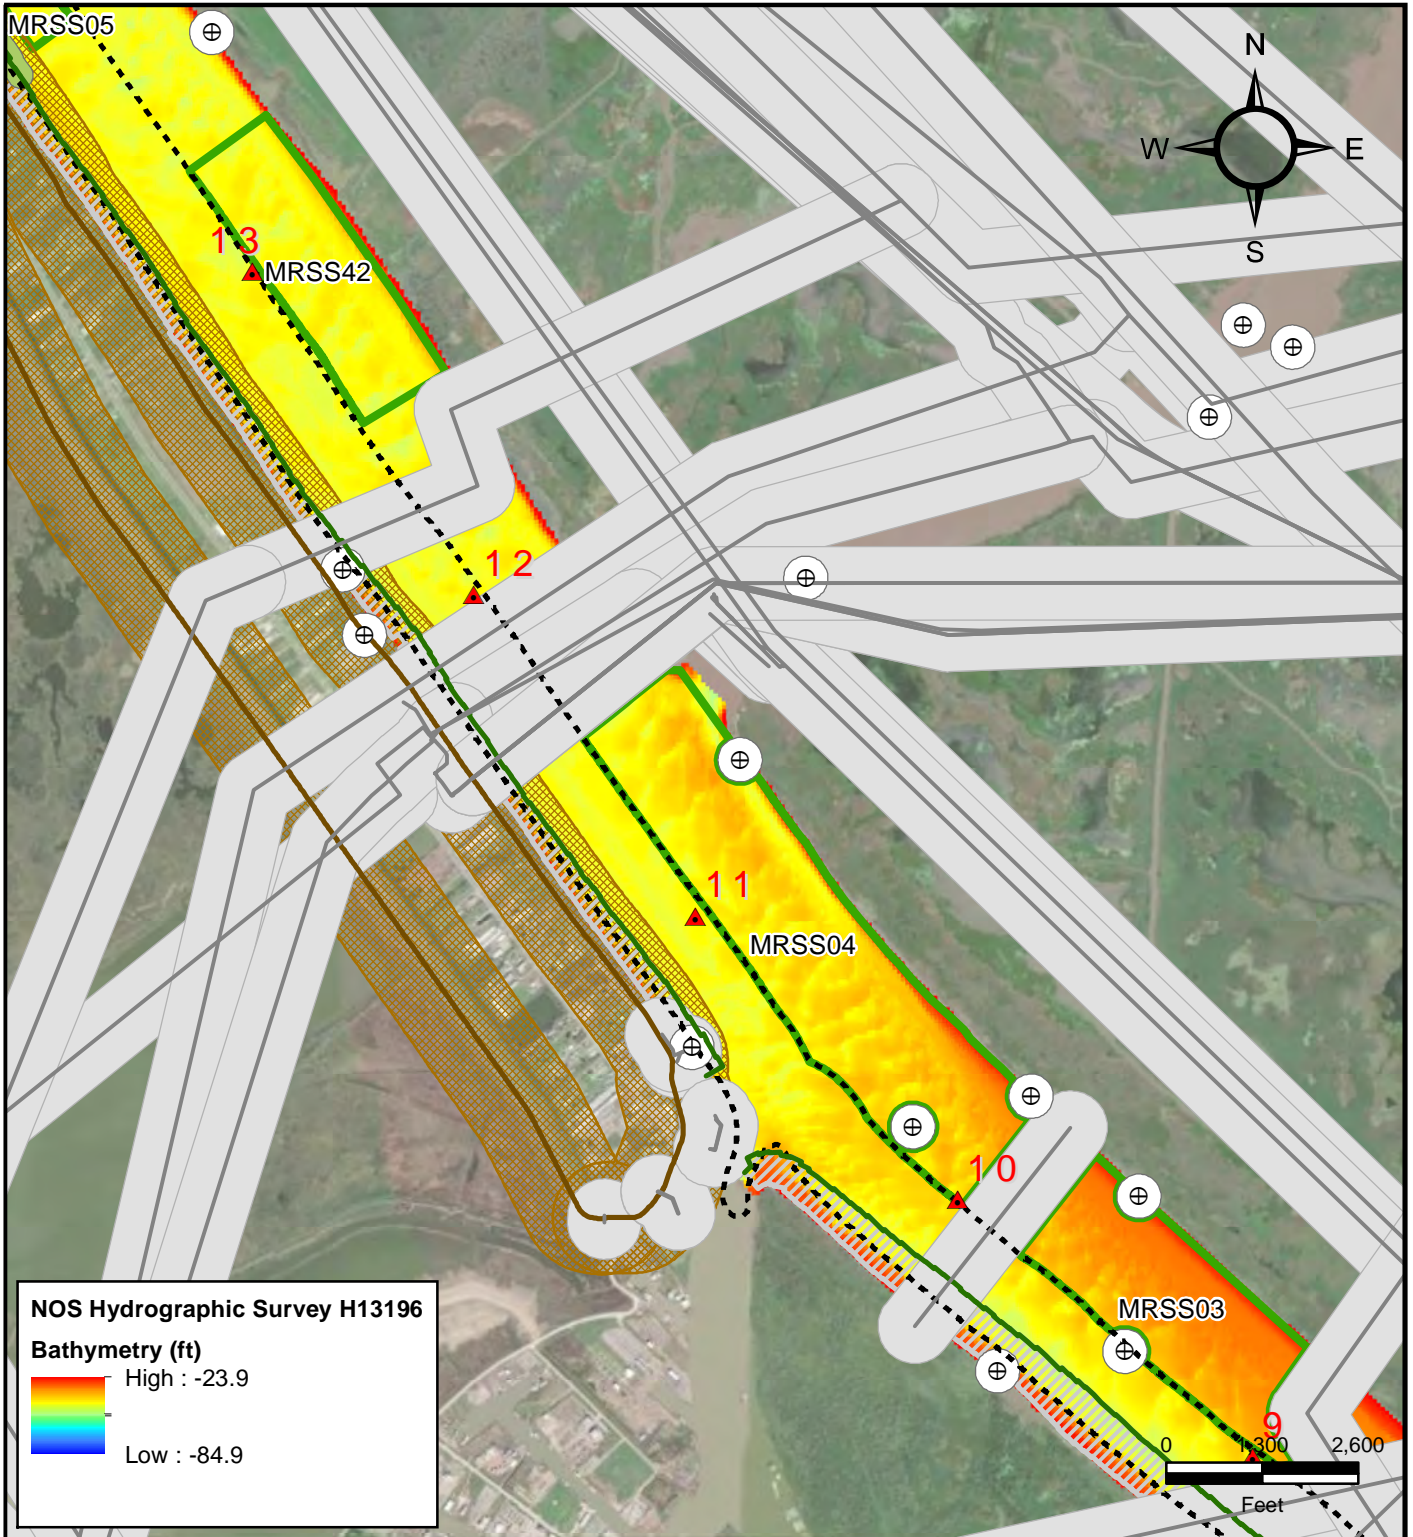 MRSS05
N
W E
S
13
MRSS42
12
11
MRSS04
10
MRSS03
9
0 1,300 2,600
Feet
NOS Hydrographic Survey H13196
Bathymetry (ft)
High : -23.9
Low : -84.9